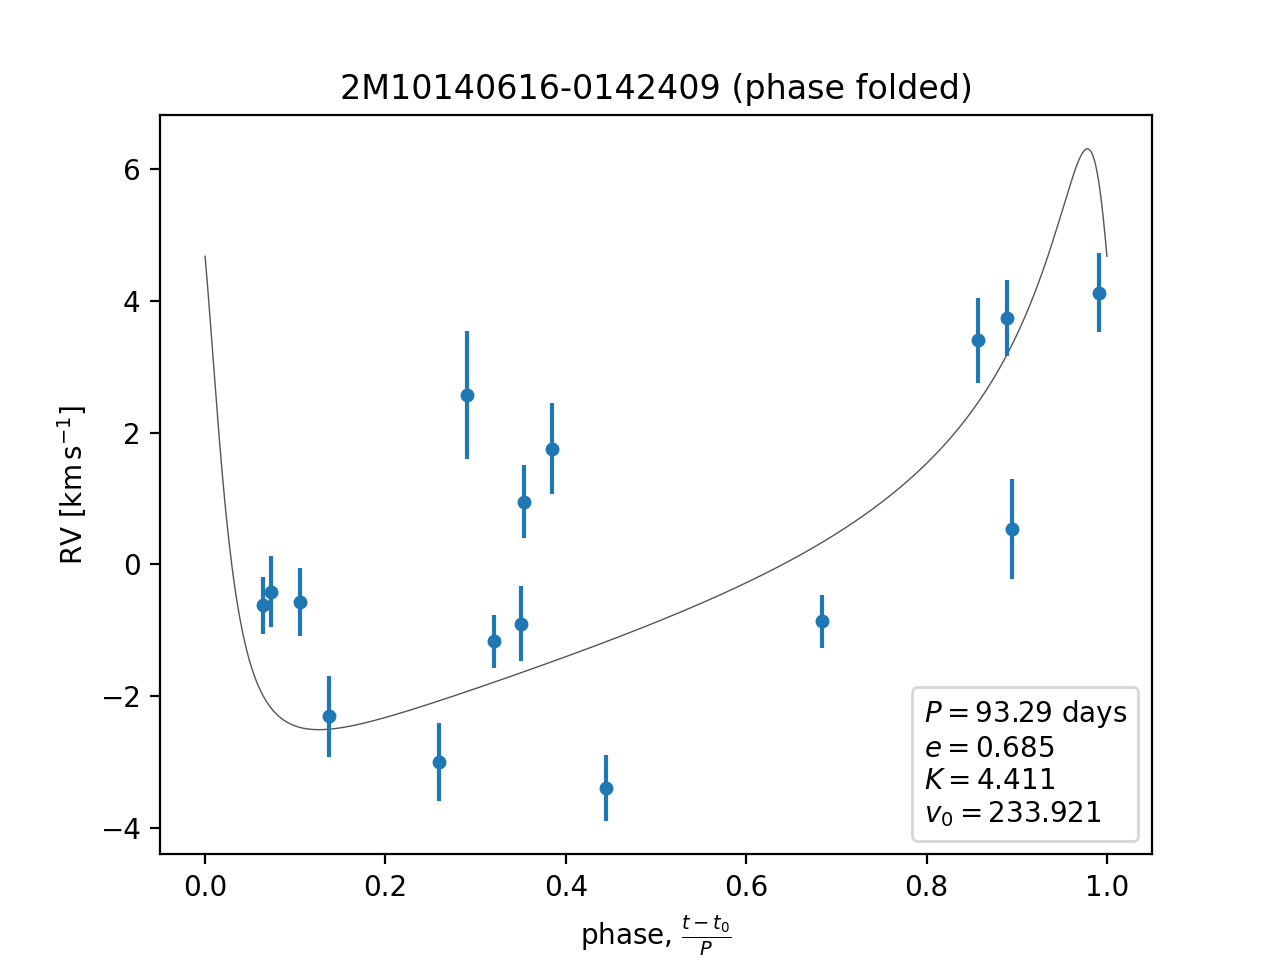 2M10140616-0142409 (phase folded)
RV [km s⁻¹]
6
4
2
0
−2
−4
P = 93.29 days
e = 0.685
K = 4.411
v₀ = 233.921
0.0 0.2 0.4 0.6 0.8 1.0
phase, (t − t₀)/P